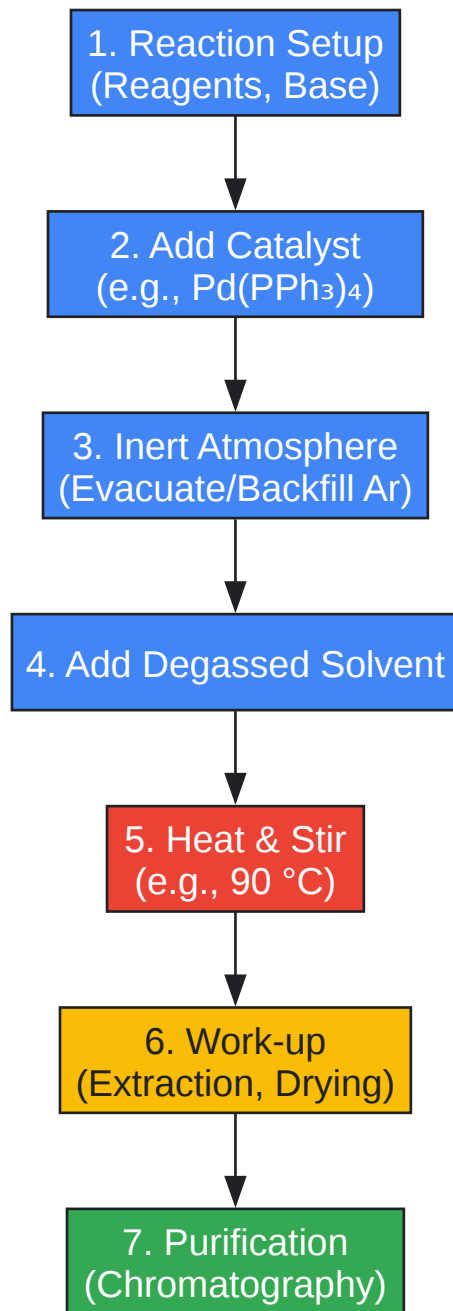 1. Reaction Setup
(Reagents, Base)
2. Add Catalyst
(e.g., Pd(PPh₃)₄)
3. Inert Atmosphere
(Evacuate/Backfill Ar)
4. Add Degassed Solvent
5. Heat & Stir
(e.g., 90 °C)
6. Work-up
(Extraction, Drying)
7. Purification
(Chromatography)